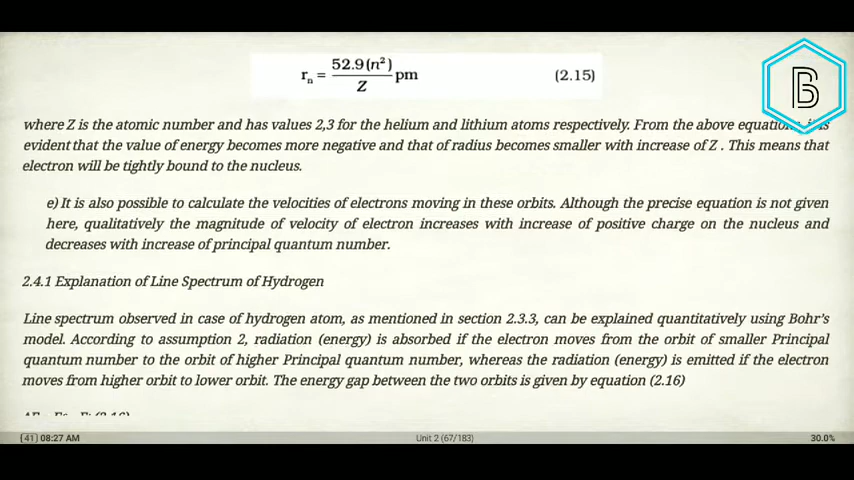 rₙ = 52.9(n²) / Z pm (2.15)
where Z is the atomic number and has values 2,3 for the helium and lithium atoms respectively. From the above equations, it is
evident that the value of energy becomes more negative and that of radius becomes smaller with increase of Z . This means that
electron will be tightly bound to the nucleus.
e) It is also possible to calculate the velocities of electrons moving in these orbits. Although the precise equation is not given
here, qualitatively the magnitude of velocity of electron increases with increase of positive charge on the nucleus and
decreases with increase of principal quantum number.
2.4.1 Explanation of Line Spectrum of Hydrogen
Line spectrum observed in case of hydrogen atom, as mentioned in section 2.3.3, can be explained quantitatively using Bohr's
model. According to assumption 2, radiation (energy) is absorbed if the electron moves from the orbit of smaller Principal
quantum number to the orbit of higher Principal quantum number, whereas the radiation (energy) is emitted if the electron
moves from higher orbit to lower orbit. The energy gap between the two orbits is given by equation (2.16)
{41} 08:27 AM Unit 2 (67/183) 30.0%